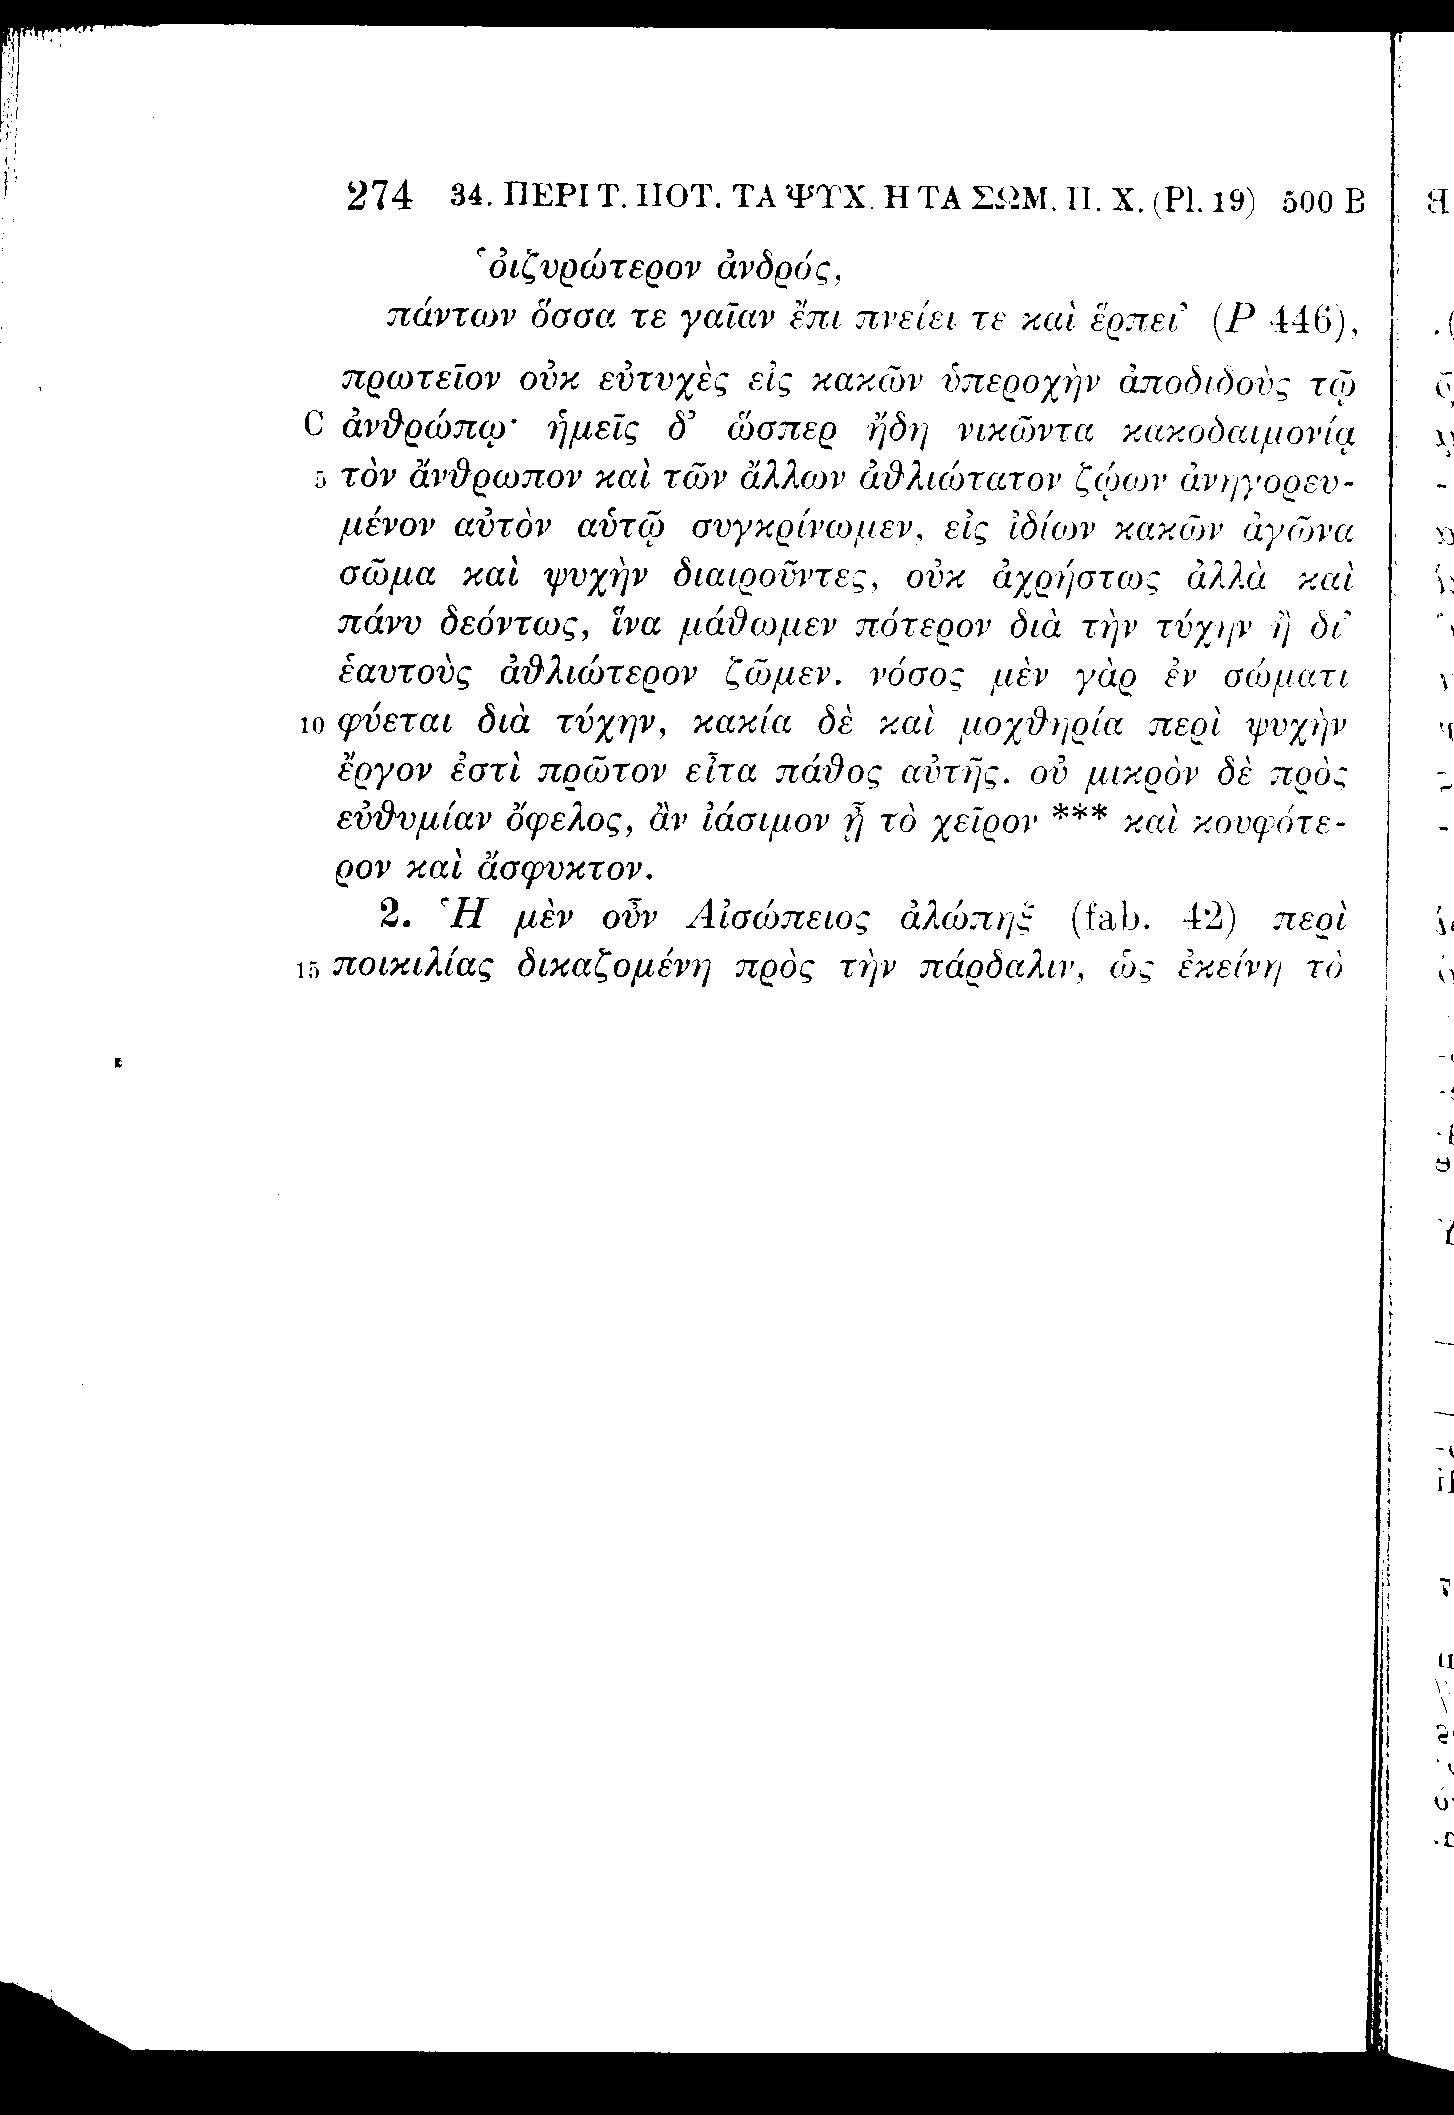 274 34. ΠΕΡΙ Τ. ΠΟΤ. ΤΑ ΨΥΧ. Η ΤΑ ΣΩΜ. Π. Χ. (Pl. 19) 500 B
‘ὀιζυρώτερον ἀνδρός,
πάντων ὅσσα τε γαῖαν ἔπι πνείει τε καὶ ἕρπει’ (P 446),
πρωτεῖον οὐκ εὐτυχὲς εἰς κακῶν ὑπεροχὴν ἀποδιδοὺς τῷ
C ἀνθρώπῳ· ἡμεῖς δ’ ὥσπερ ἤδη νικῶντα κακοδαιμονίᾳ
5 τὸν ἄνθρωπον καὶ τῶν ἄλλων ἀθλιώτατον ζῴων ἀνηγορευ-
μένον αὐτὸν αὑτῷ συγκρίνωμεν, εἰς ἰδίων κακῶν ἀγῶνα
σῶμα καὶ ψυχὴν διαιροῦντες, οὐκ ἀχρήστως ἀλλὰ καὶ
πάνυ δεόντως, ἵνα μάθωμεν πότερον διὰ τὴν τύχην ἢ δι’
ἑαυτοὺς ἀθλιώτερον ζῶμεν. νόσος μὲν γὰρ ἐν σώματι
10 φύεται διὰ τύχην, κακία δὲ καὶ μοχθηρία περὶ ψυχὴν
ἔργον ἐστὶ πρῶτον εἶτα πάθος αὐτῆς. οὐ μικρὸν δὲ πρὸς
εὐθυμίαν ὄφελος, ἂν ἰάσιμον ᾖ τὸ χεῖρον *** καὶ κουφότε-
ρον καὶ ἄσφυκτον.
2. Ἡ μὲν οὖν Αἰσώπειος ἀλώπηξ (fab. 42) περὶ
15 ποικιλίας δικαζομένη πρὸς τὴν πάρδαλιν, ὡς ἐκείνη τὸ